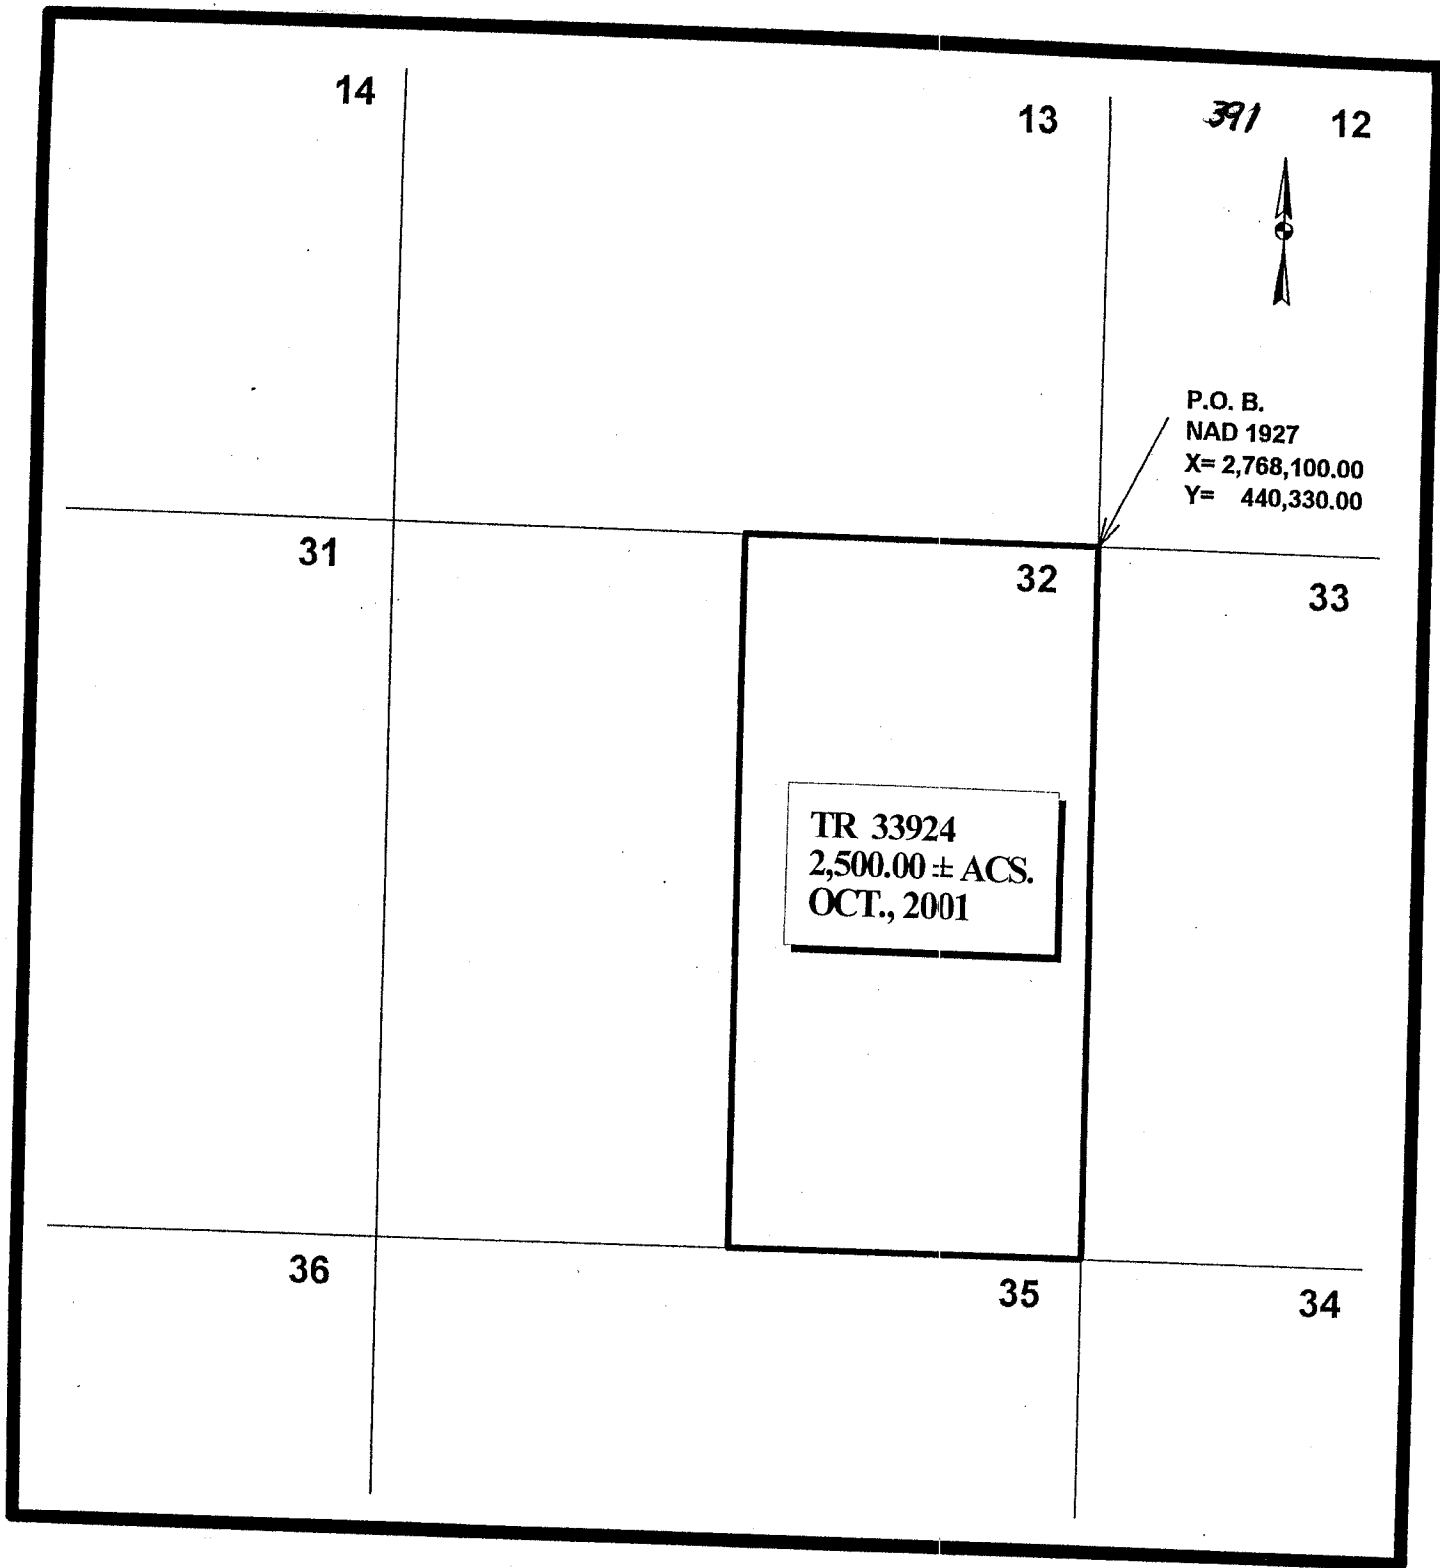 14
13
391
12
P.O. B.
NAD 1927
X= 2,768,100.00
Y= 440,330.00
31
32
33
TR 33924
2,500.00 ± ACS.
OCT., 2001
36
35
34